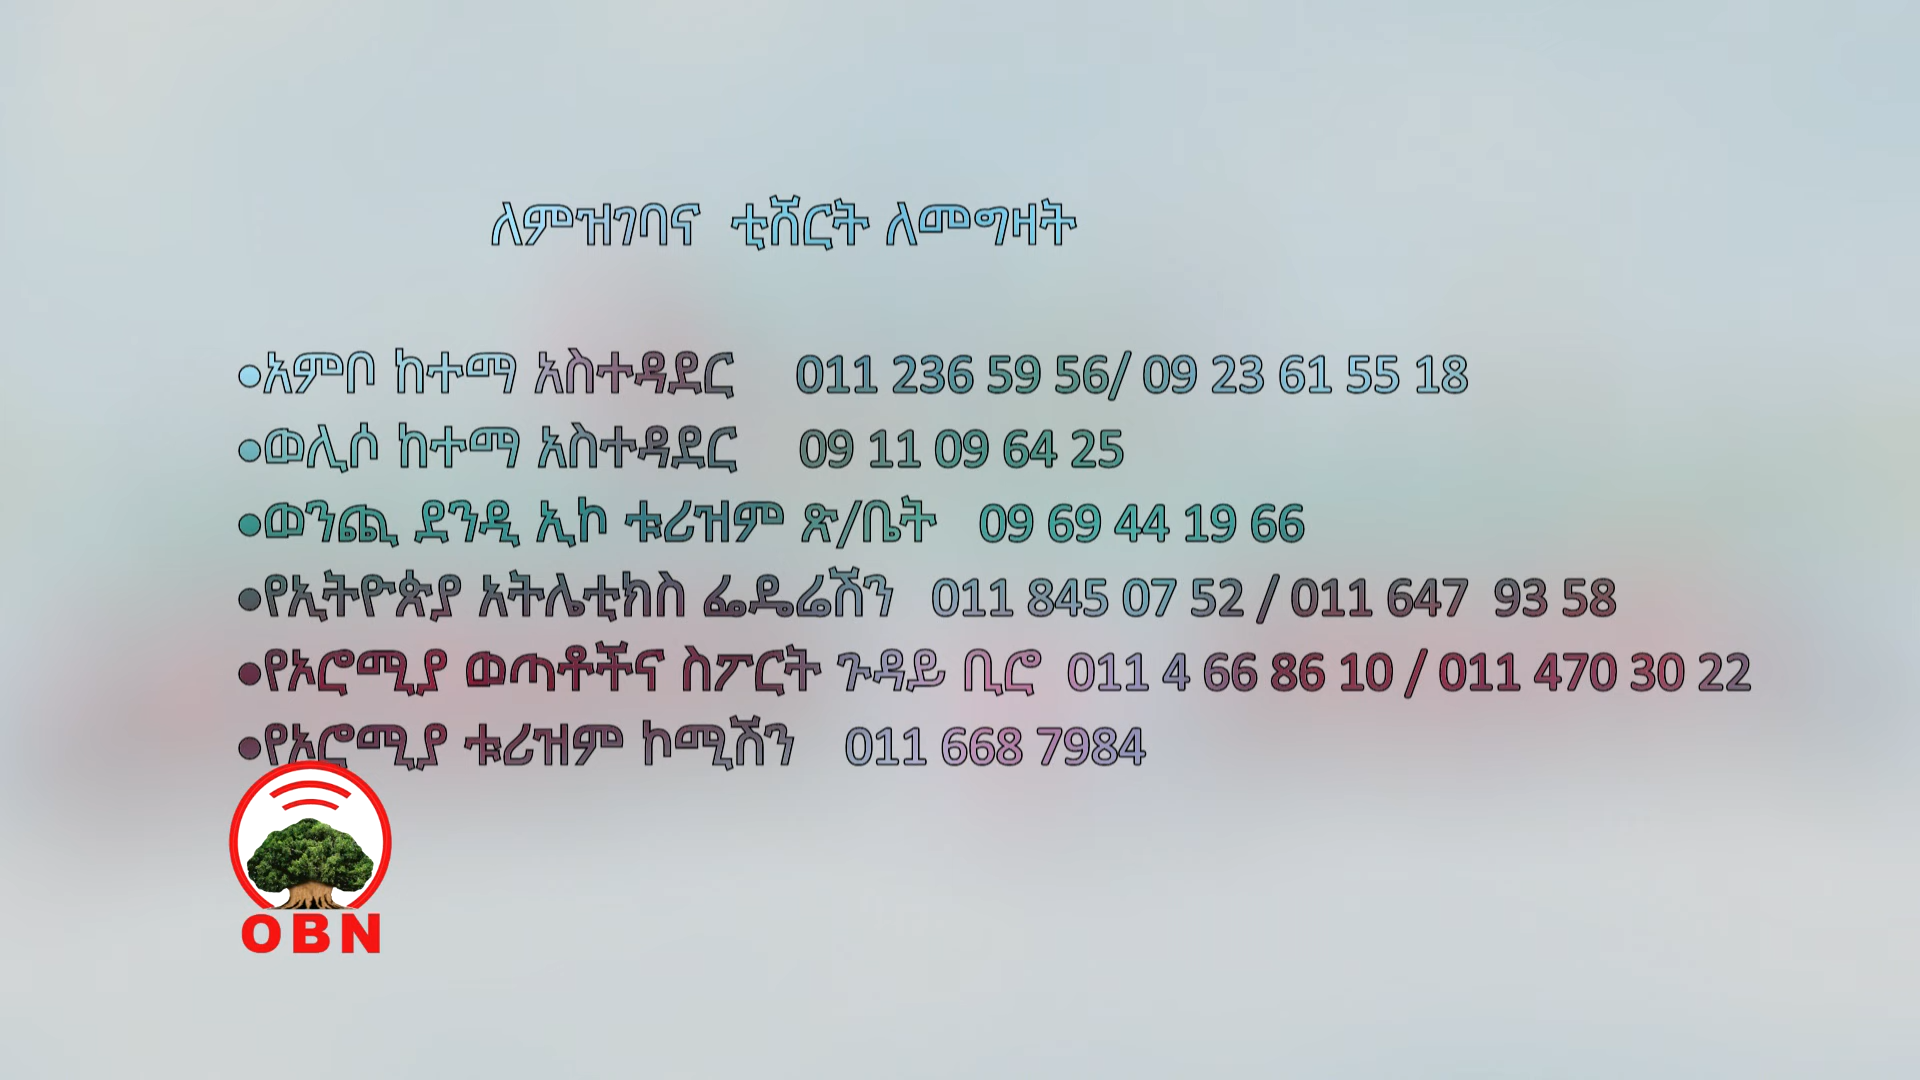 ለምዝገባና ቲሸርት ለመግዛት
•አምቦ ከተማ አስተዳደር 011 236 59 56/ 09 23 61 55 18
•ወሊሶ ከተማ አስተዳደር 09 11 09 64 25
•ወንጪ ደንዲ ኢኮ ቱሪዝም ጽ/ቤት 09 69 44 19 66
•የኢትዮጵያ አትሌቲክስ ፌዴሬሽን 011 845 07 52 / 011 647 93 58
•የኦሮሚያ ወጣቶችና ስፖርት ጉዳይ ቢሮ 011 4 66 86 10 / 011 470 30 22
•የኦሮሚያ ቱሪዝም ኮሚሽን 011 668 7984
OBN